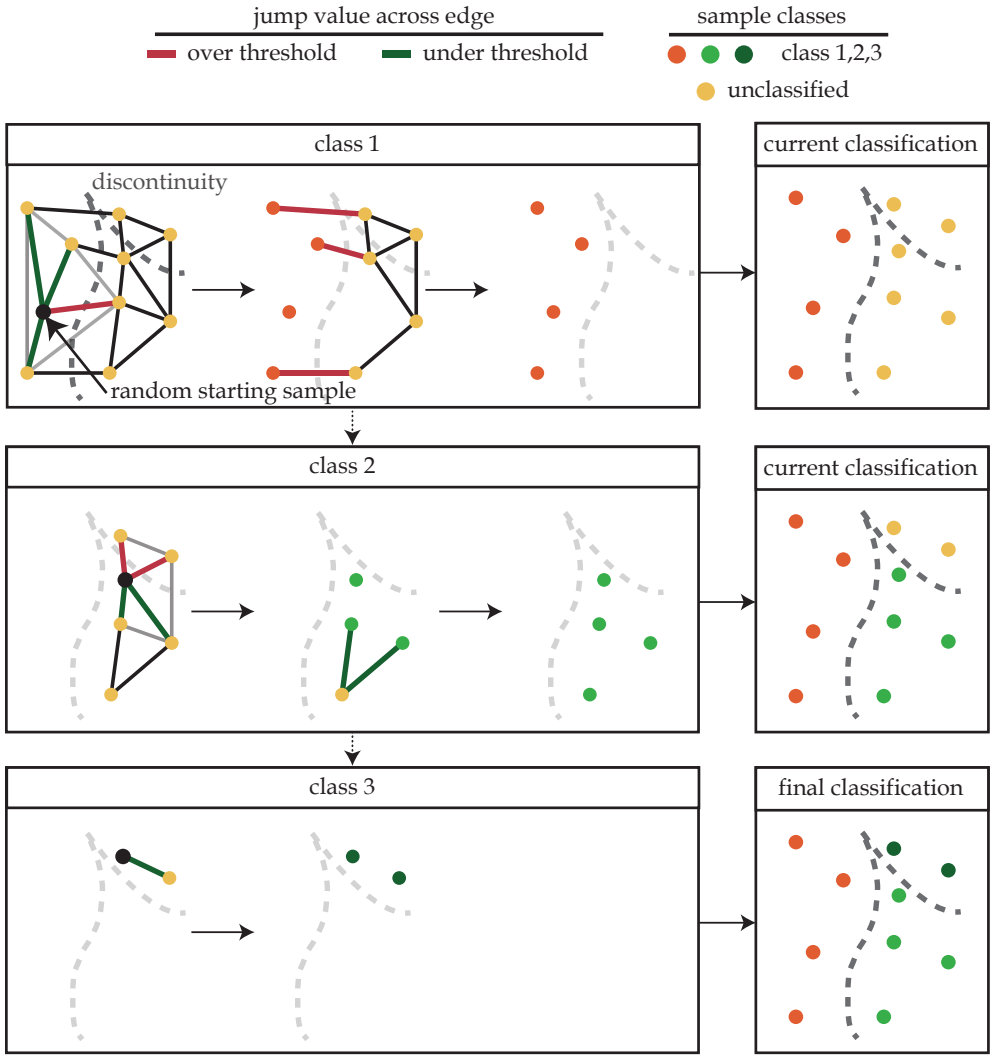 jump value across edge
sample classes
over threshold
under threshold
class 1,2,3
unclassified
class 1
current classification
discontinuity
random starting sample
class 2
current classification
class 3
final classification